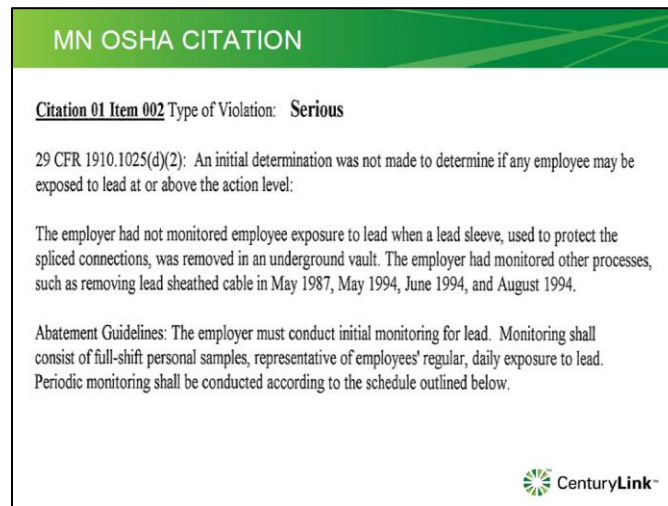 MN OSHA CITATION
Citation 01 Item 002 Type of Violation: Serious
29 CFR 1910.1025(d)(2): An initial determination was not made to determine if any employee may be
exposed to lead at or above the action level:
The employer had not monitored employee exposure to lead when a lead sleeve, used to protect the
spliced connections, was removed in an underground vault. The employer had monitored other processes,
such as removing lead sheathed cable in May 1987, May 1994, June 1994, and August 1994.
Abatement Guidelines: The employer must conduct initial monitoring for lead. Monitoring shall
consist of full-shift personal samples, representative of employees' regular, daily exposure to lead.
Periodic monitoring shall be conducted according to the schedule outlined below.
CenturyLink™